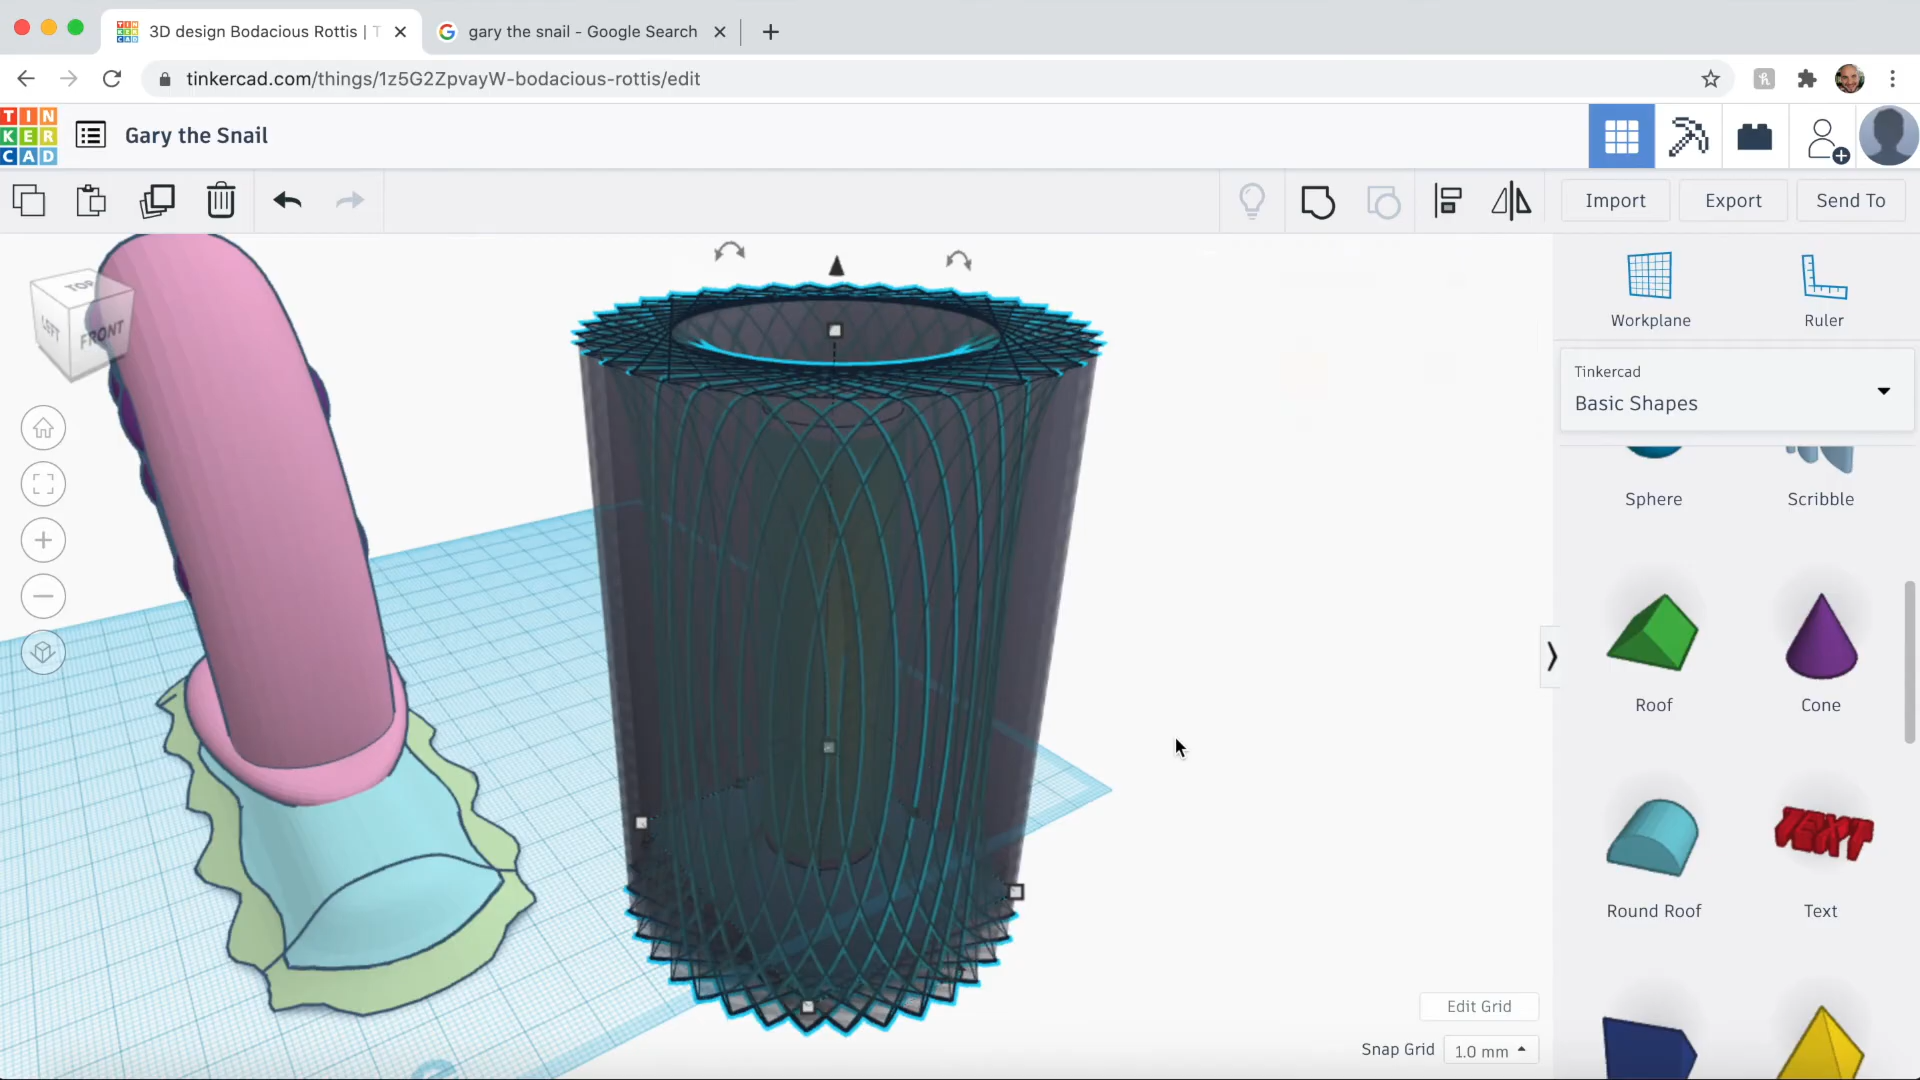 3D design Bodacious Rottis | T
gary the snail - Google Search
tinkercad.com/things/1z5G2ZpvayW-bodacious-rottis/edit
TIN
KER
CAD
Gary the Snail
Import
Export
Send To
TOP
LEFT
FRONT
Workplane
Ruler
Tinkercad
Basic Shapes
Sphere
Scribble
Roof
Cone
TEXT
Round Roof
Text
Edit Grid
Snap Grid
1.0 mm